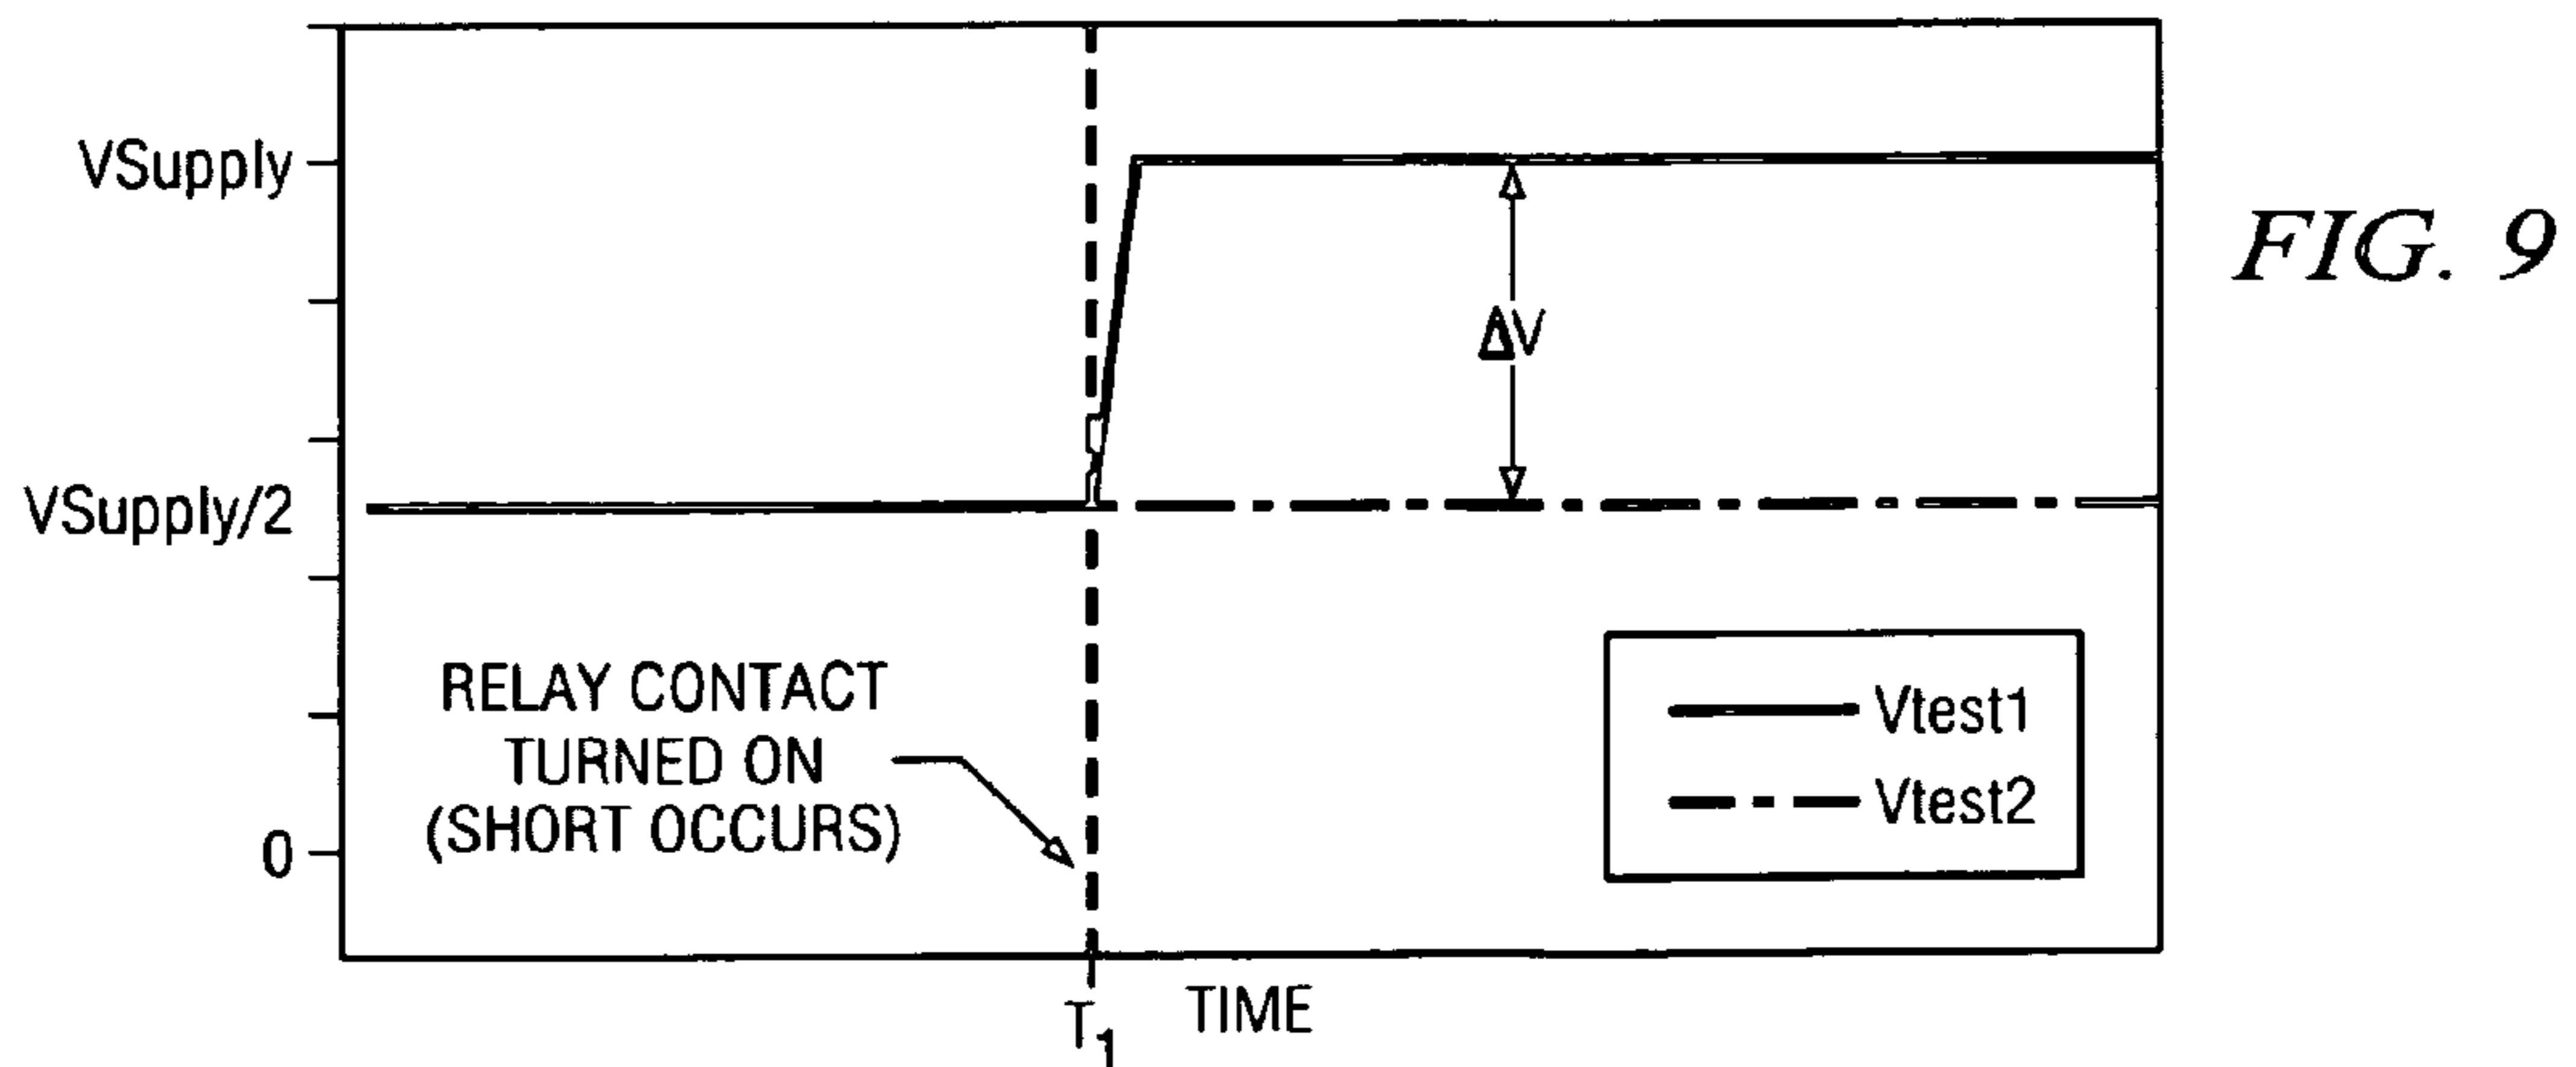 VSupply
VSupply/2
0
ΔV
RELAY CONTACT
TURNED ON
(SHORT OCCURS)
Vtest1
Vtest2
T1
TIME
FIG. 9